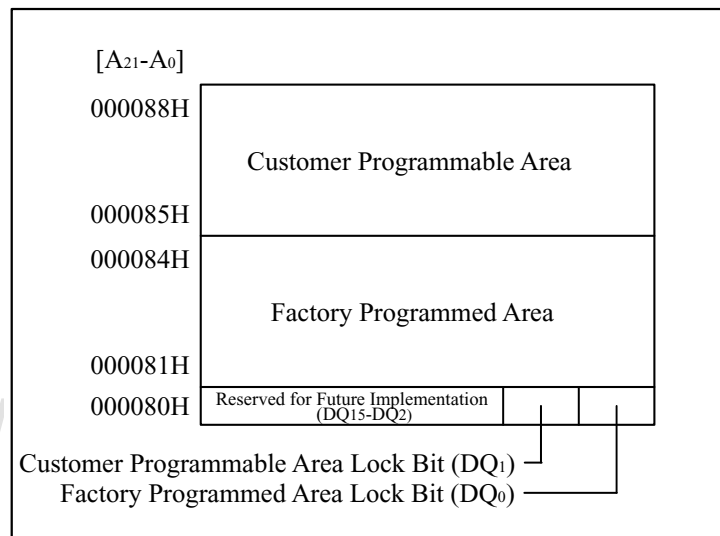 [A21-A0]
000088H
Customer Programmable Area
000085H
000084H
Factory Programmed Area
000081H
000080H
Reserved for Future Implementation
(DQ15-DQ2)
Customer Programmable Area Lock Bit (DQ1)
Factory Programmed Area Lock Bit (DQ0)